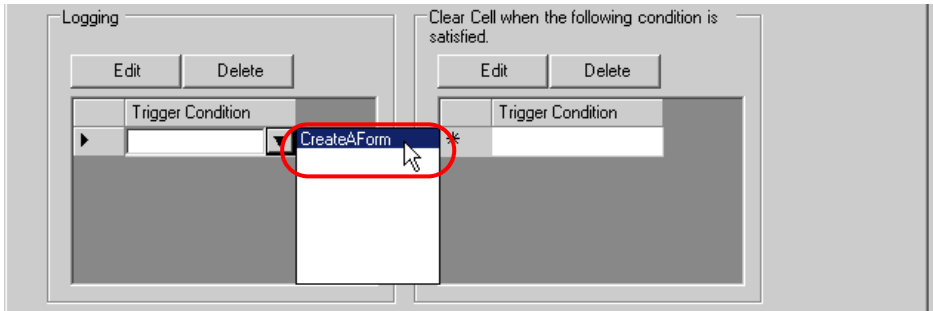 Logging
Edit
Delete
Trigger Condition
CreateAForm
Clear Cell when the following condition is
satisfied.
Edit
Delete
Trigger Condition
*